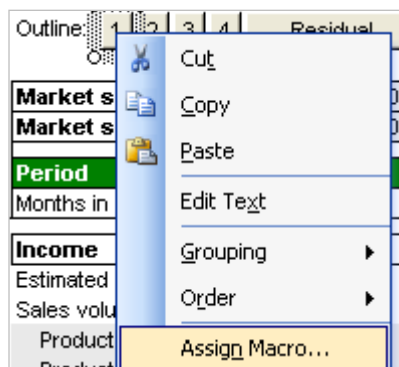 Outline: 1 2 3 4 Residual
Cut
Copy
Market s
Market s
Paste
Period
Months in
Edit Text
Income
Grouping
Estimated
Sales volu
Order
Product
Assign Macro...
Product